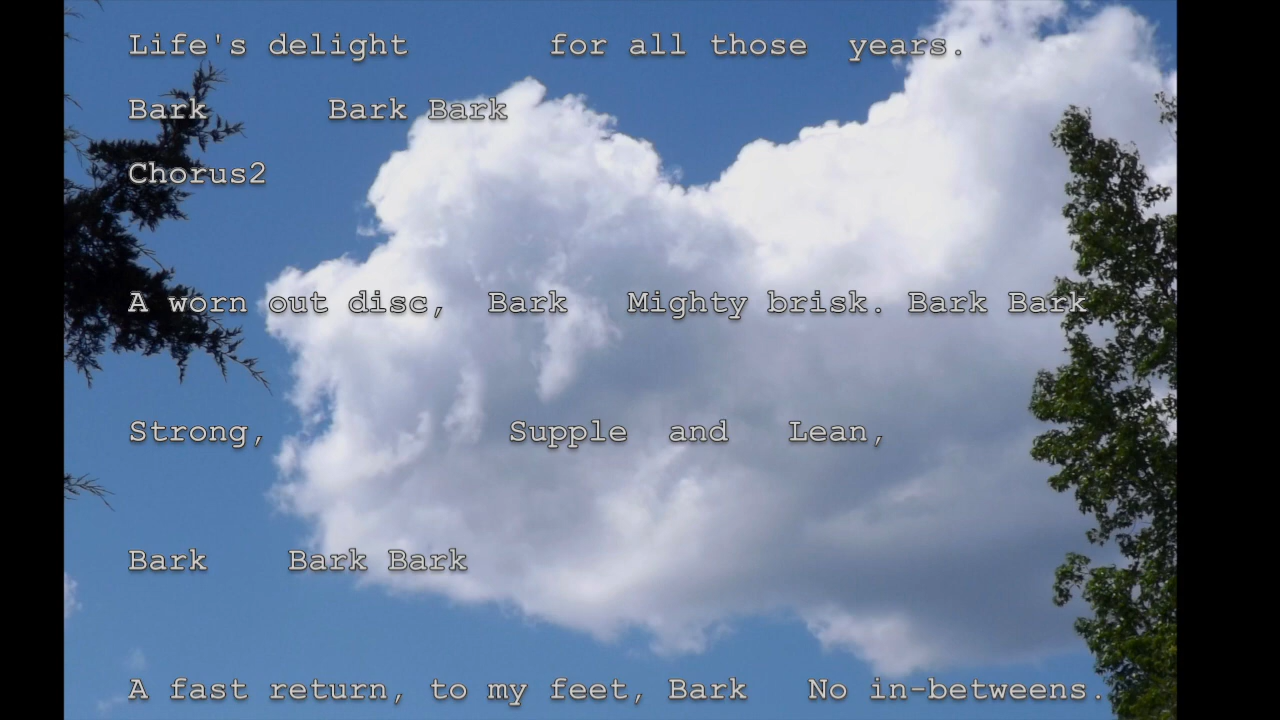 Life's delight for all those years.
Bark Bark Bark
Chorus2
A worn out disc, Bark Mighty brisk. Bark Bark
Strong, Supple and Lean,
Bark Bark Bark
A fast return, to my feet, Bark No in-betweens.